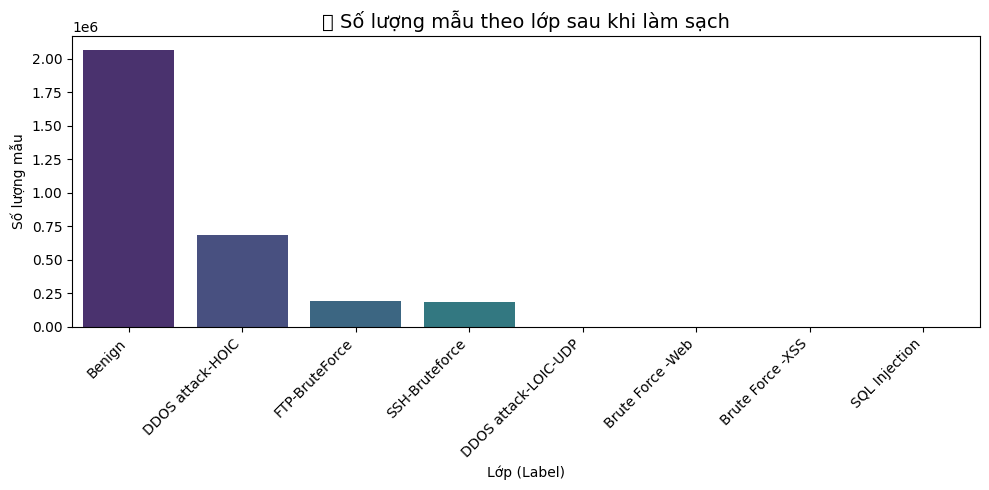 Số lượng mẫu theo lớp sau khi làm sạch
1e6
2.00
1.75
1.50
1.25
1.00
0.75
0.50
0.25
0.00
Số lượng mẫu
Benign
DDOS attack-HOIC
FTP-BruteForce
SSH-Bruteforce
DDOS attack-LOIC-UDP
Brute Force -Web
Brute Force -XSS
SQL Injection
Lớp (Label)